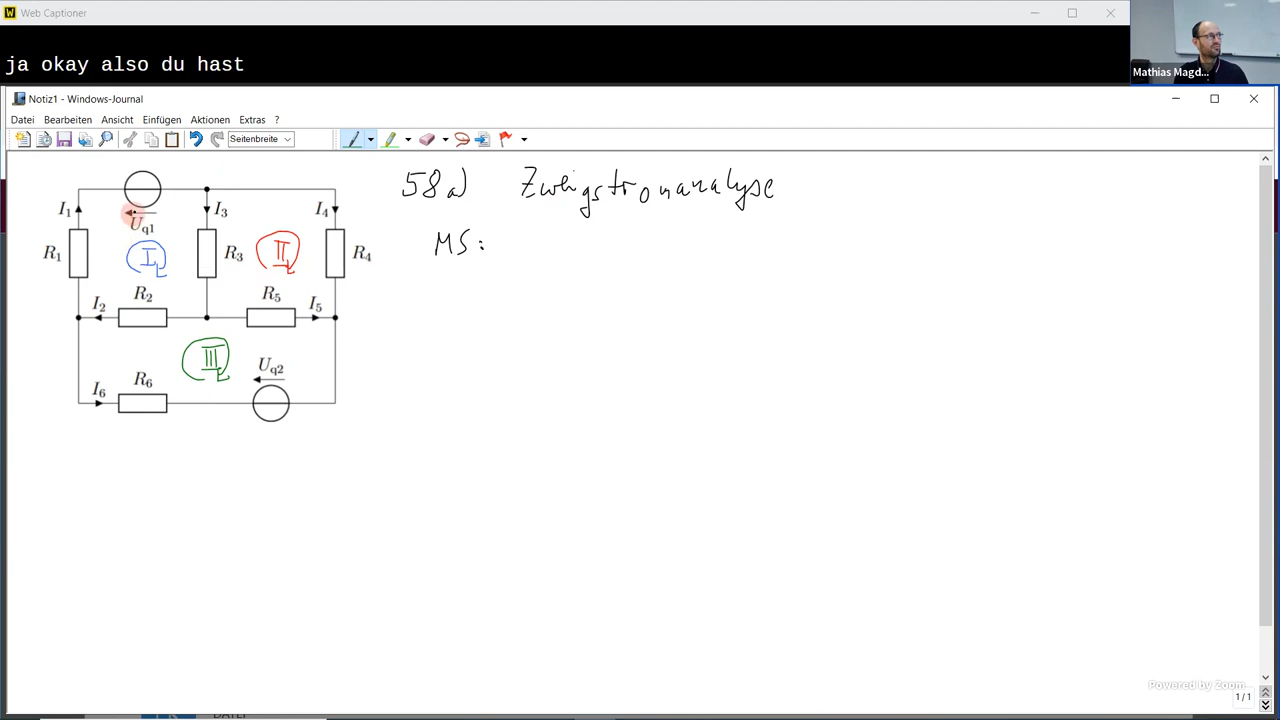 Web Captioner
ja okay also du hast
Mathias Magd...
Notiz1 - Windows-Journal
Datei Bearbeiten Ansicht Einfügen Aktionen Extras ?
Seitenbreite
58a) Zweigstromanalyse
MS:
I1 Uq1 I3 I4
R1 I R3 II R4
I2 R2 R5 I5
III
I6 R6 Uq2
Powered by Zoom
1/1
DATEI